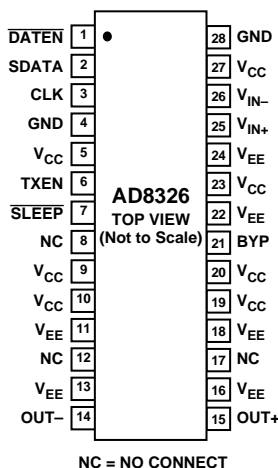 DATEN 1 28 GND
SDATA 2 27 VCC
CLK 3 26 VIN–
GND 4 25 VIN+
VCC 5 24 VEE
TXEN 6 23 VCC
SLEEP 7 22 VEE
NC 8 21 BYP
VCC 9 20 VCC
VCC 10 19 VCC
VEE 11 18 VEE
NC 12 17 NC
VEE 13 16 VEE
OUT– 14 15 OUT+
AD8326
TOP VIEW
(Not to Scale)
NC = NO CONNECT